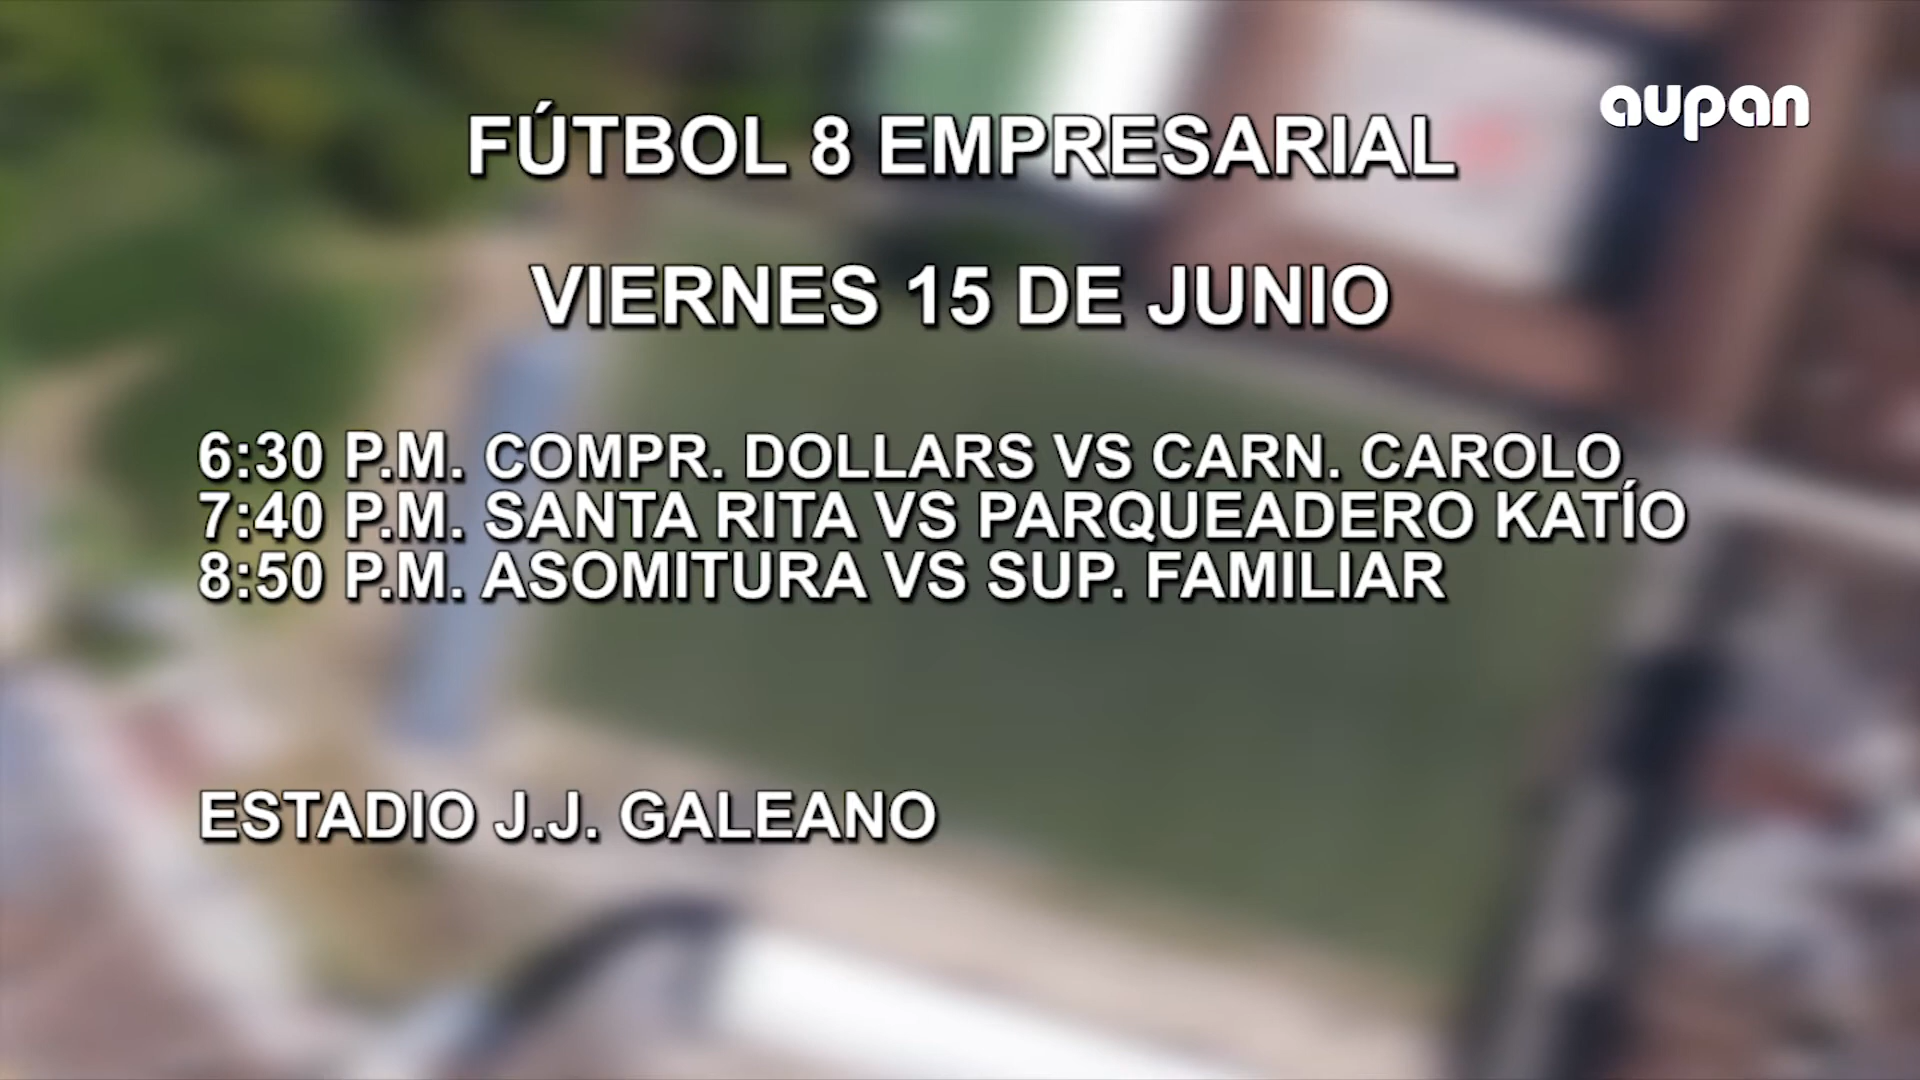 aupan
FÚTBOL 8 EMPRESARIAL
VIERNES 15 DE JUNIO
6:30 P.M. COMPR. DOLLARS VS CARN. CAROLO
7:40 P.M. SANTA RITA VS PARQUEADERO KATÍO
8:50 P.M. ASOMITURA VS SUP. FAMILIAR
ESTADIO J.J. GALEANO